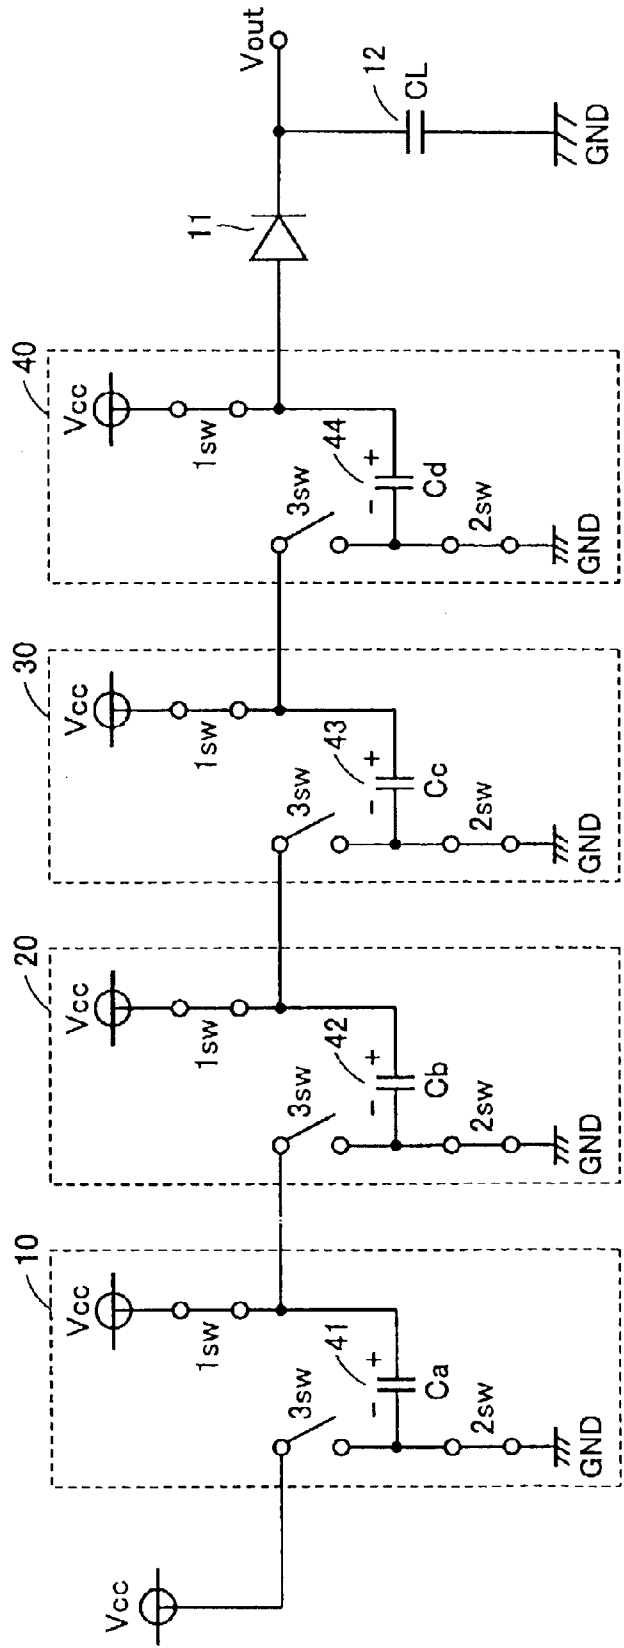 Vcc
10
Vcc
1sw
3sw
41
- +
Ca
2sw
GND
20
Vcc
1sw
3sw
42
- +
Cb
2sw
GND
30
Vcc
1sw
3sw
43
- +
Cc
2sw
GND
40
Vcc
1sw
3sw
44
- +
Cd
2sw
GND
11
Vout
12
CL
GND